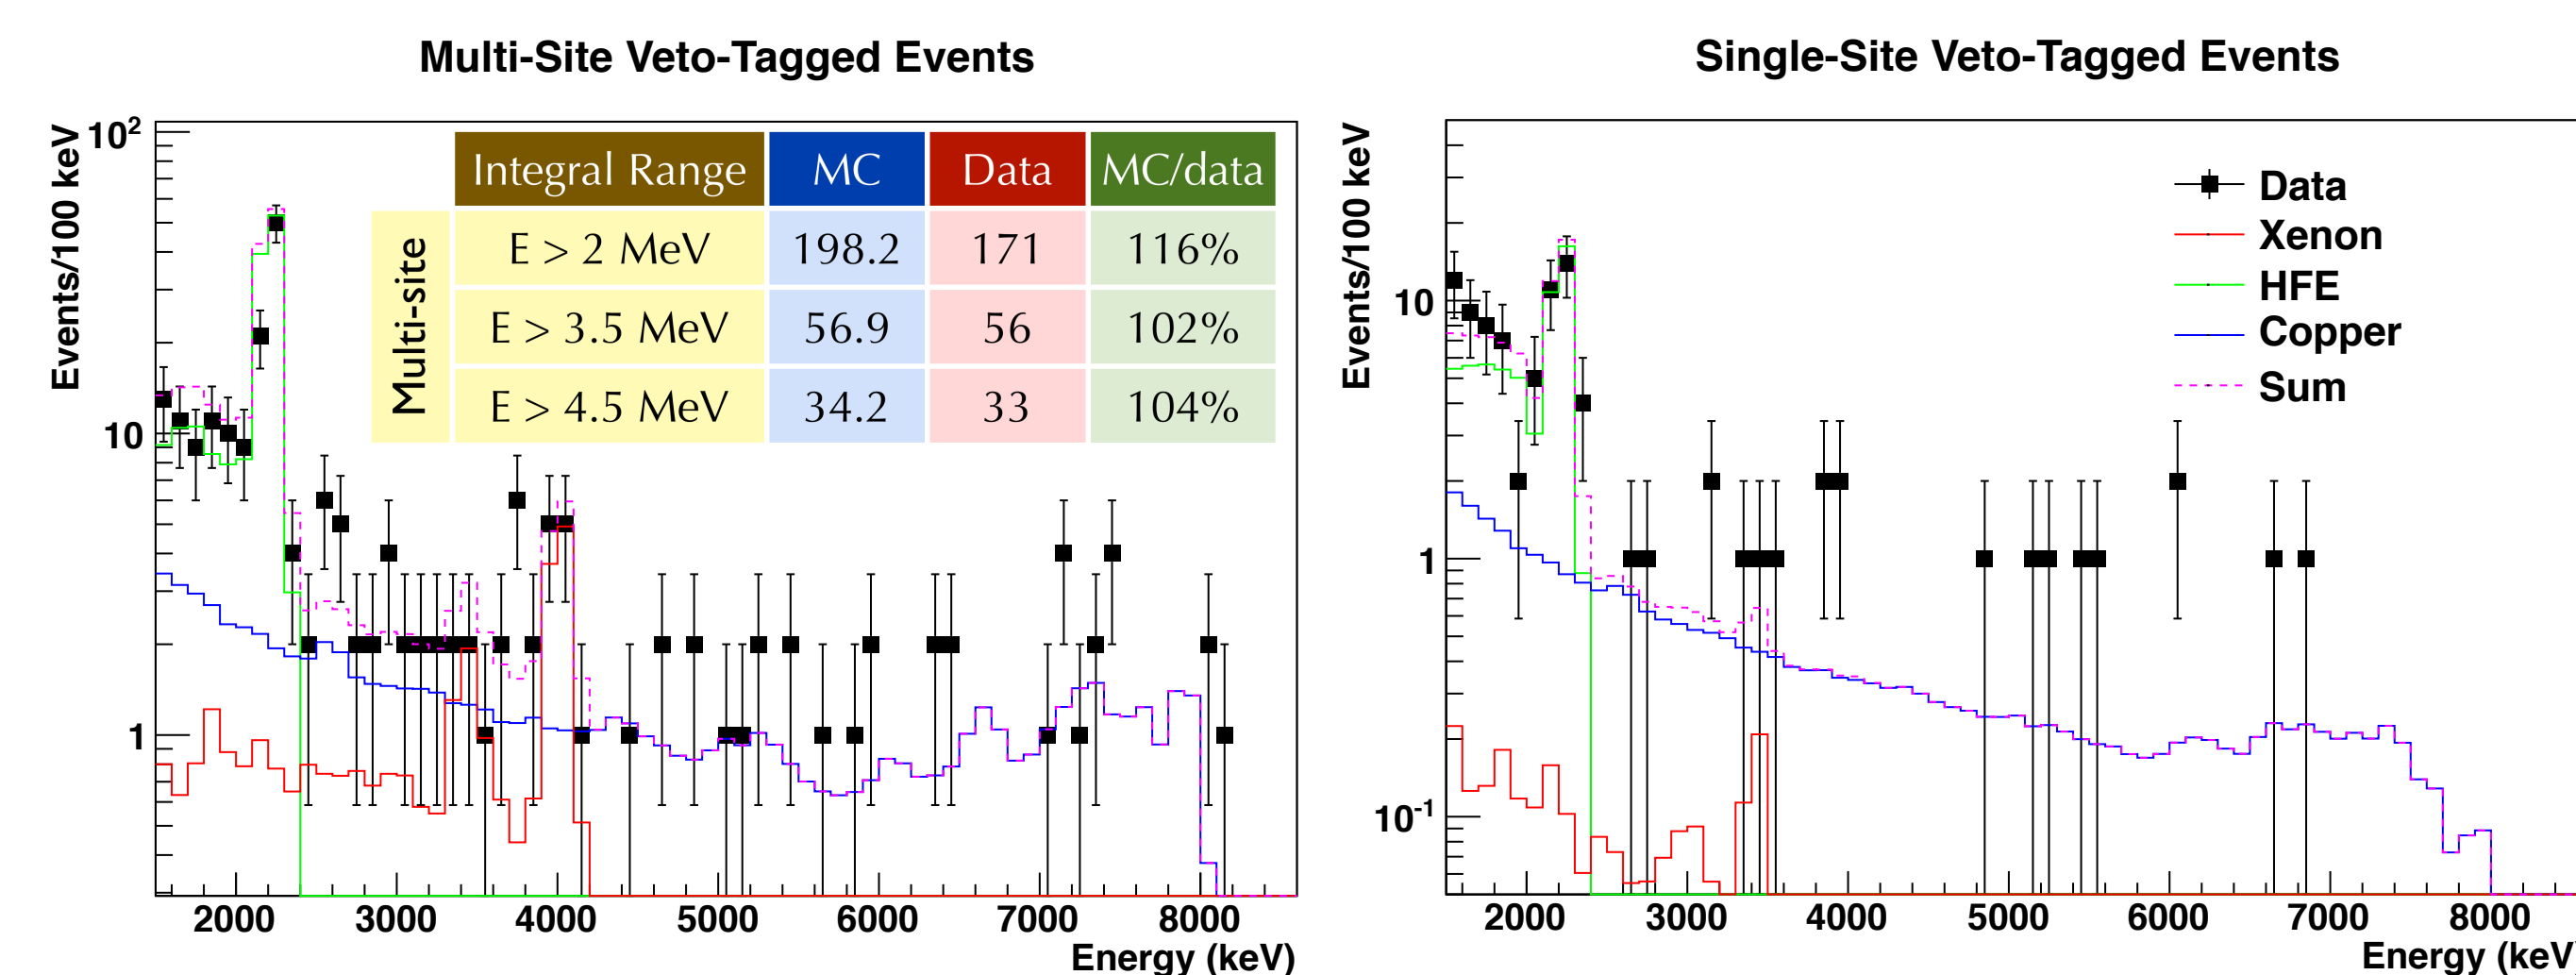 Multi-Site Veto-Tagged Events
Events/100 keV
10²
10
1
Integral Range MC Data MC/data
Multi-site
E > 2 MeV 198.2 171 116%
E > 3.5 MeV 56.9 56 102%
E > 4.5 MeV 34.2 33 104%
2000 3000 4000 5000 6000 7000 8000
Energy (keV)
Single-Site Veto-Tagged Events
Events/100 keV
10
1
10⁻¹
Data
Xenon
HFE
Copper
Sum
2000 3000 4000 5000 6000 7000 8000
Energy (keV